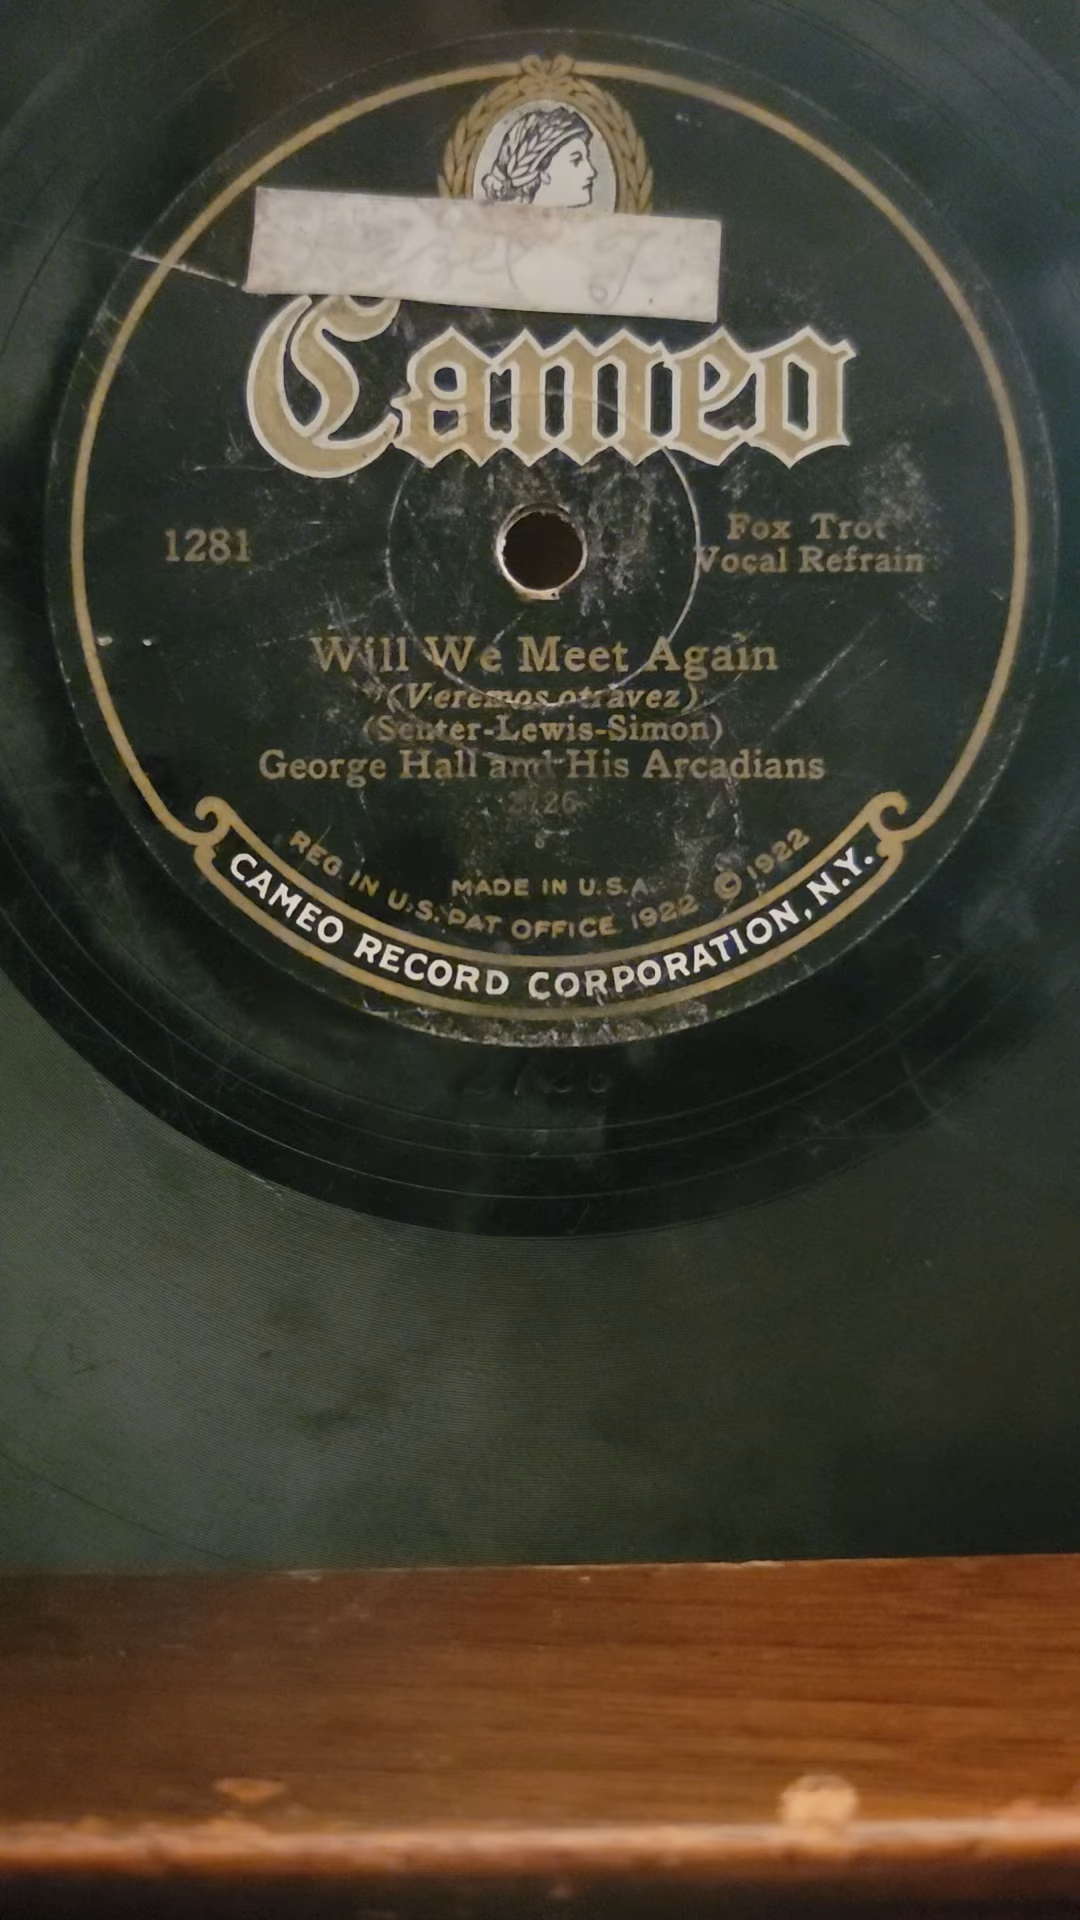 Cameo
1281
Fox Trot
Vocal Refrain
Will We Meet Again
(Veremos otravez)
(Senter-Lewis-Simon)
George Hall and His Arcadians
2726
MADE IN U.S.A.
REG. IN U.S. PAT OFFICE 1922 © 1922
CAMEO RECORD CORPORATION, N.Y.